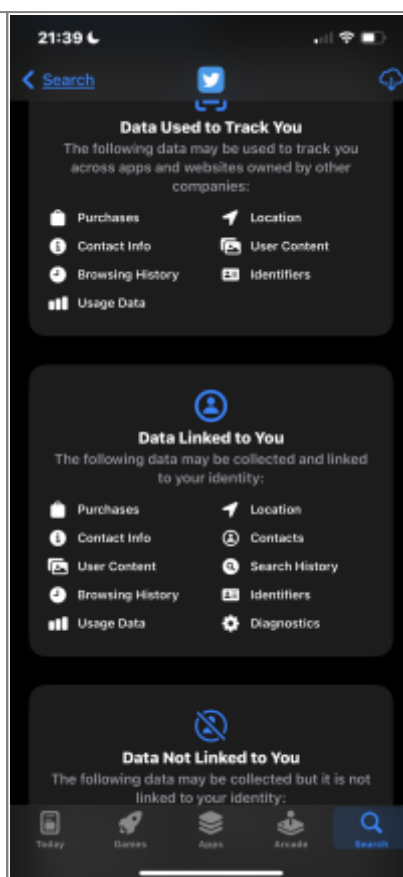 21:39
Search
Data Used to Track You
The following data may be used to track you
across apps and websites owned by other
companies:
Purchases
Location
Contact Info
User Content
Browsing History
Identifiers
Usage Data
Data Linked to You
The following data may be collected and linked
to your identity:
Purchases
Location
Contact Info
Contacts
User Content
Search History
Browsing History
Identifiers
Usage Data
Diagnostics
Data Not Linked to You
The following data may be collected but it is not
linked to your identity:
Today
Games
Apps
Arcade
Search